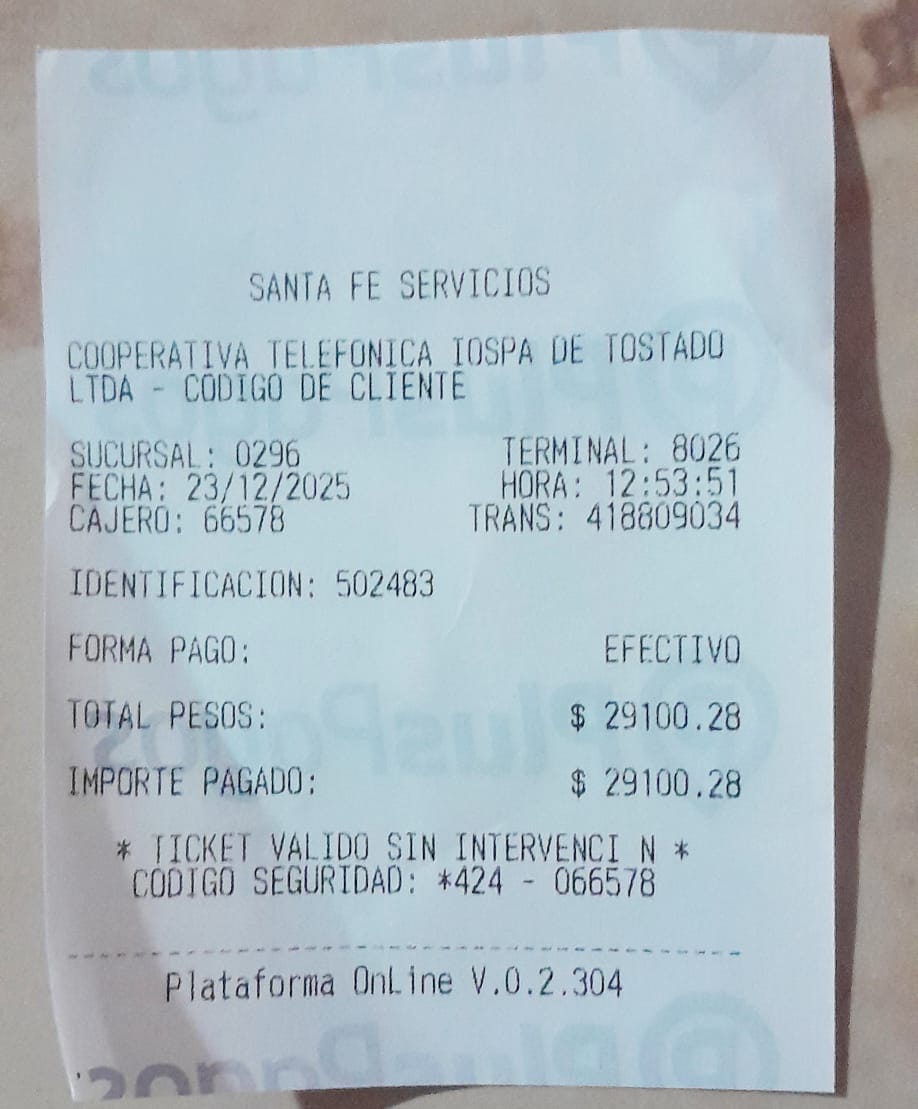 SANTA FE SERVICIOS
COOPERATIVA TELEFONICA IOSPA DE TOSTADO
LTDA - CODIGO DE CLIENTE
SUCURSAL: 0296 TERMINAL: 8026
FECHA: 23/12/2025 HORA: 12:53:51
CAJERO: 66578 TRANS: 418809034
IDENTIFICACION: 502483
FORMA PAGO: EFECTIVO
TOTAL PESOS: $ 29100.28
IMPORTE PAGADO: $ 29100.28
* TICKET VALIDO SIN INTERVENCI N *
CODIGO SEGURIDAD: *424 - 066578
Plataforma OnLine V.0.2.304